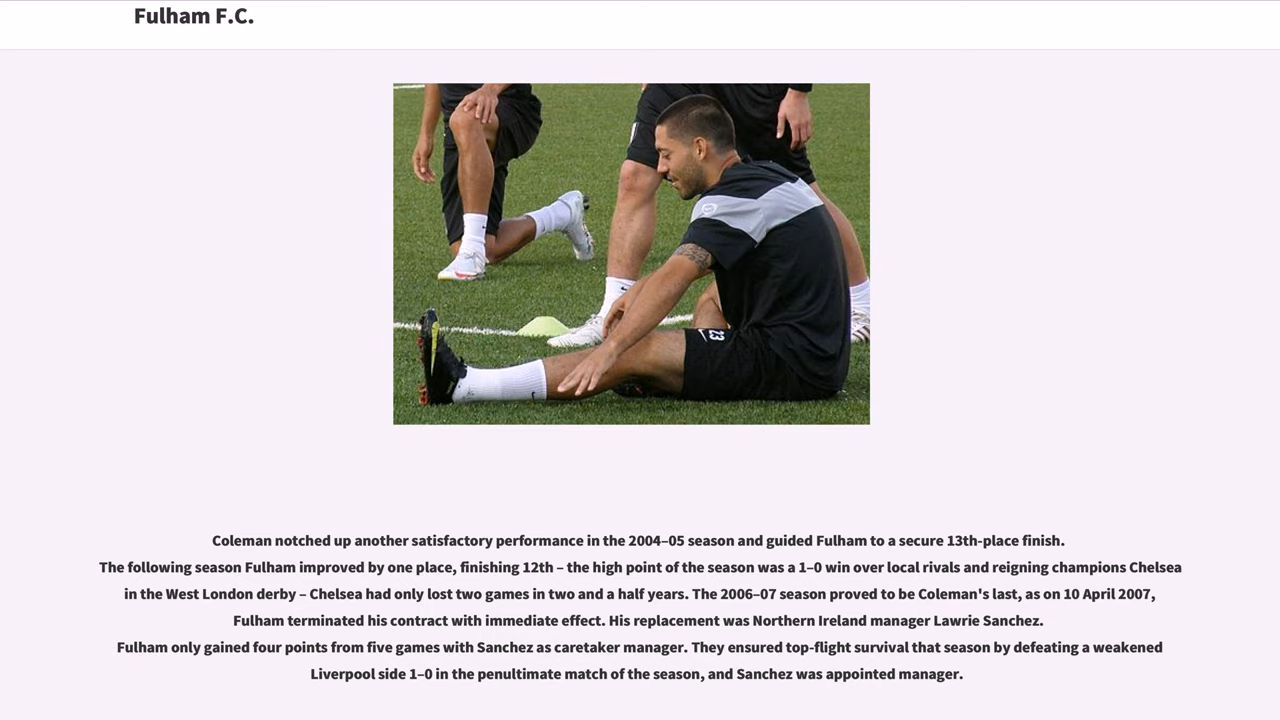 Fulham F.C.
23
Coleman notched up another satisfactory performance in the 2004–05 season and guided Fulham to a secure 13th-place finish.
The following season Fulham improved by one place, finishing 12th – the high point of the season was a 1–0 win over local rivals and reigning champions Chelsea
in the West London derby – Chelsea had only lost two games in two and a half years. The 2006–07 season proved to be Coleman's last, as on 10 April 2007,
Fulham terminated his contract with immediate effect. His replacement was Northern Ireland manager Lawrie Sanchez.
Fulham only gained four points from five games with Sanchez as caretaker manager. They ensured top-flight survival that season by defeating a weakened
Liverpool side 1–0 in the penultimate match of the season, and Sanchez was appointed manager.